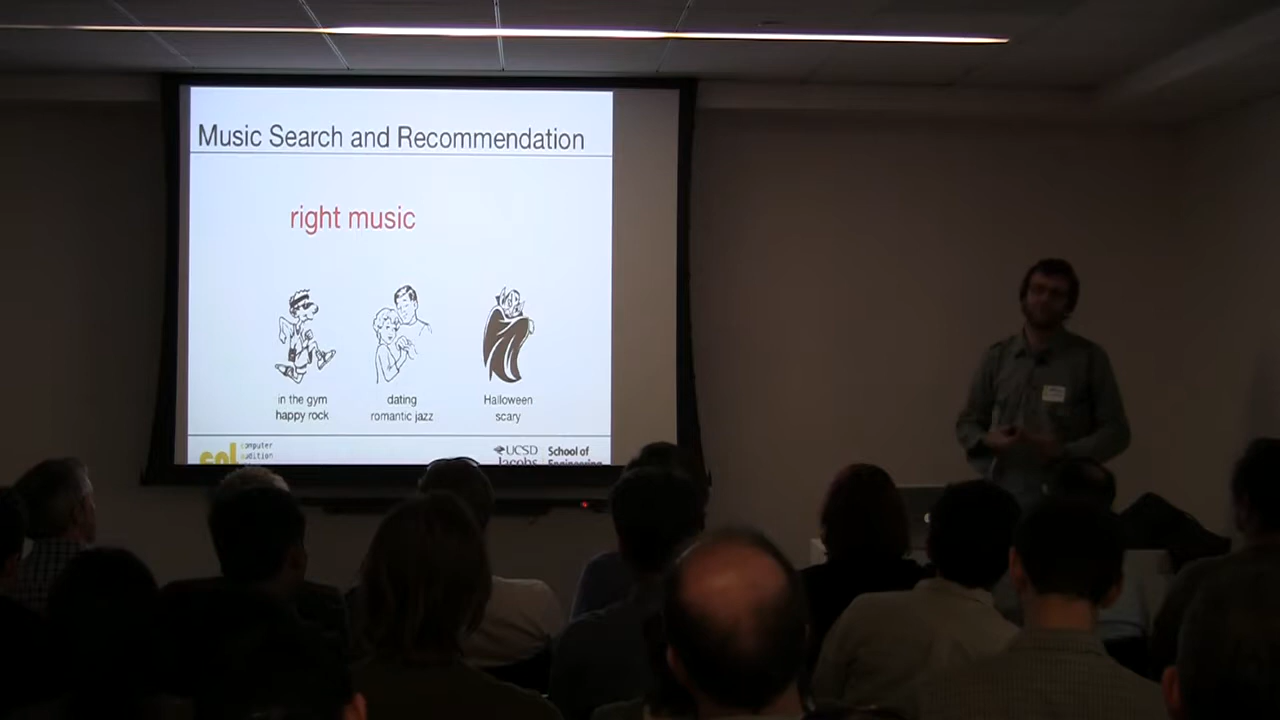 Music Search and Recommendation
right music
in the gym
happy rock
dating
romantic jazz
Halloween
scary
cal
computer
audition
UCSD
Jacobs
School of
Engineering